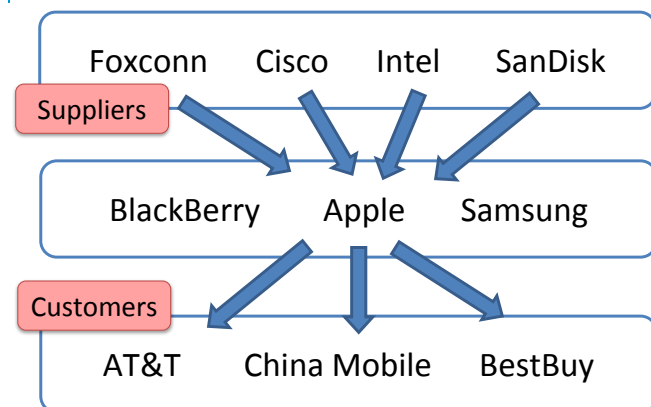 Foxconn Cisco Intel SanDisk
Suppliers
BlackBerry Apple Samsung
Customers
AT&T China Mobile BestBuy